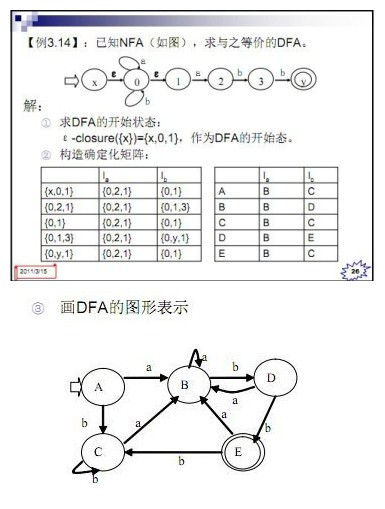 【例3.14】：已知NFA（如图），求与之等价的DFA。
x ε 0 ε 1 a 2 b 3 b y
a
b
解：
① 求DFA的开始状态：
ε-closure({x})={x,0,1}，作为DFA的开始态。
② 构造确定化矩阵：
Ia Ib
{x,0,1} {0,2,1} {0,1}
{0,2,1} {0,2,1} {0,1,3}
{0,1} {0,2,1} {0,1}
{0,1,3} {0,2,1} {0,y,1}
{0,y,1} {0,2,1} {0,1}
Ia Ib
A B C
B B D
C B C
D B E
E B C
2011/3/15
26
③ 画DFA的图形表示
A a B a b D
a
b a a b
C b E
b